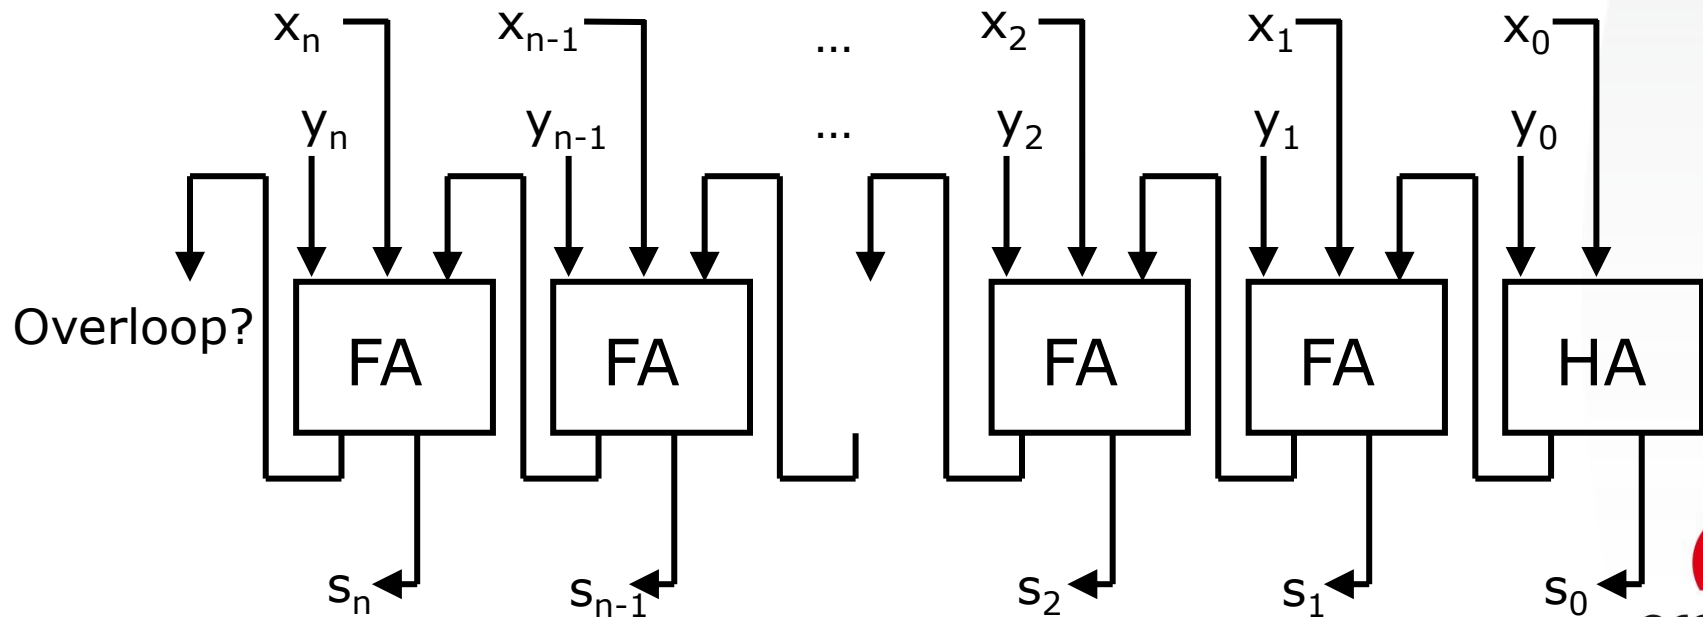 xn xn-1 ... x2 x1 x0
yn yn-1 ... y2 y1 y0
Overloop?
FA FA FA FA HA
sn sn-1 s2 s1 s0